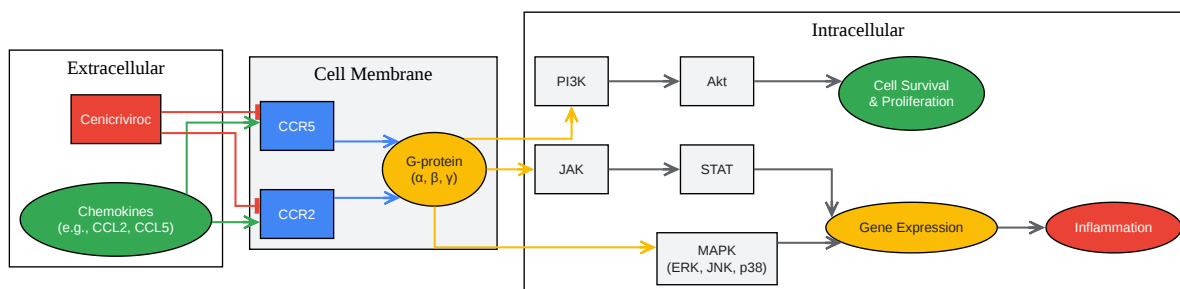 Extracellular
Cenicriviroc
Chemokines
(e.g., CCL2, CCL5)
Cell Membrane
CCR5
CCR2
G-protein
(α, β, γ)
Intracellular
PI3K
Akt
Cell Survival
& Proliferation
JAK
STAT
MAPK
(ERK, JNK, p38)
Gene Expression
Inflammation